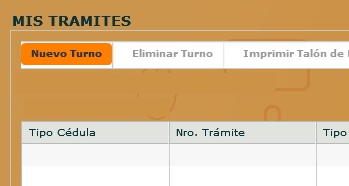 MIS TRAMITES
Nuevo Turno Eliminar Turno Imprimir Talón de
Tipo Cédula Nro. Trámite Tipo